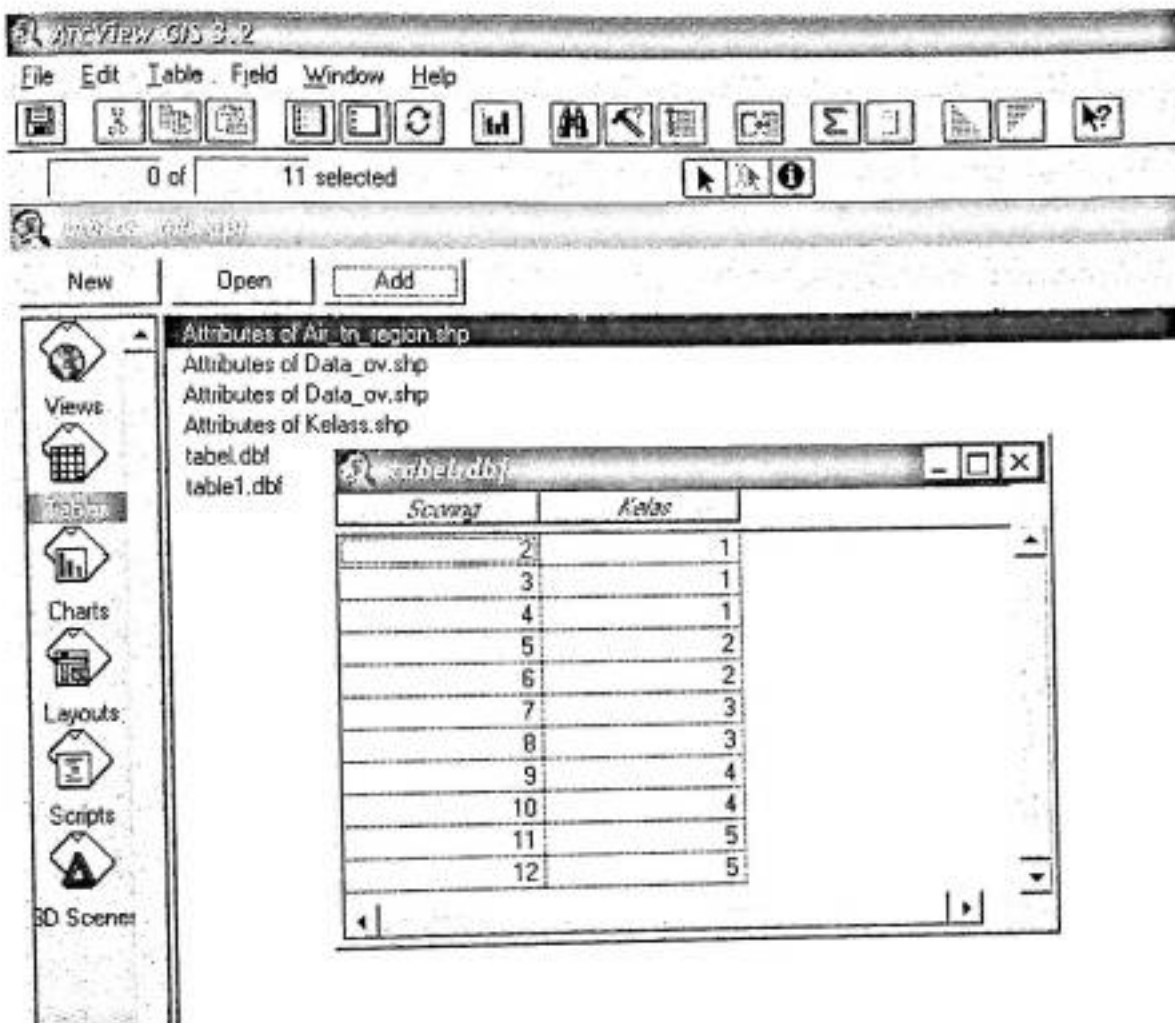 ArcView GIS 3.2
File Edit Table Field Window Help
0 of 11 selected
New Open Add
Attributes of Air_tn_region.shp
Attributes of Data_ov.shp
Attributes of Data_ov.shp
Attributes of Kelass.shp
tabel.dbf
table1.dbf
Views
Tables
Charts
Layouts
Scripts
3D Scenes
tabel.dbf
Scoring Kelas
2 1
3 1
4 1
5 2
6 2
7 3
8 3
9 4
10 4
11 5
12 5